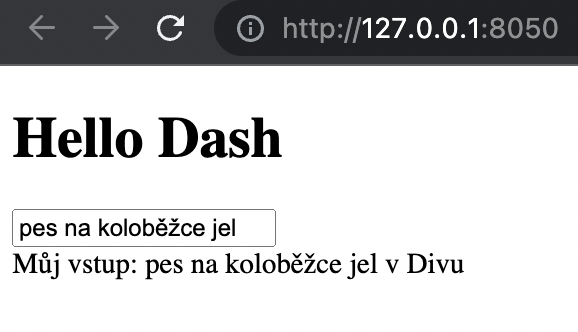 http://127.0.0.1:8050
Hello Dash
pes na koloběžce jel
Můj vstup: pes na koloběžce jel v Divu